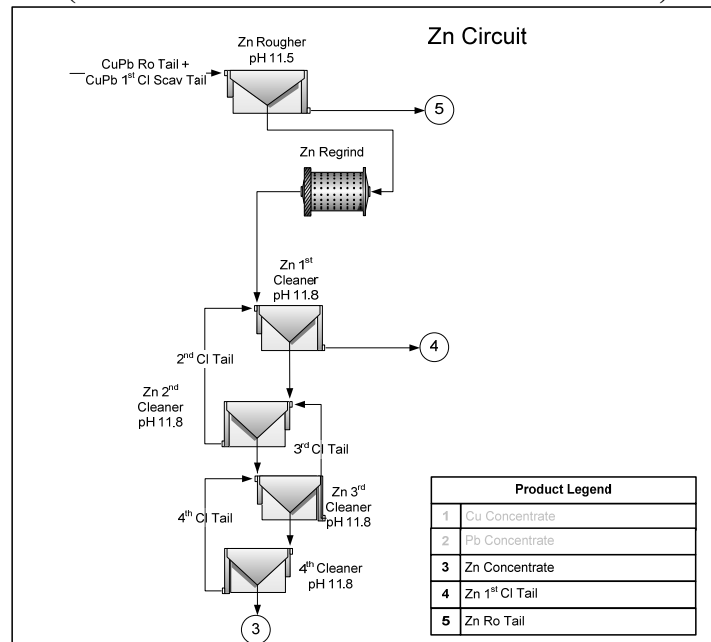 Zn Circuit
Zn Rougher
pH 11.5
CuPb Ro Tail +
CuPb 1st Cl Scav Tail
5
Zn Regrind
Zn 1st
Cleaner
pH 11.8
4
2nd Cl Tail
Zn 2nd
Cleaner
pH 11.8
3rd Cl Tail
Zn 3rd
Cleaner
pH 11.8
4th Cl Tail
4th Cleaner
pH 11.8
3
Product Legend
1 Cu Concentrate
2 Pb Concentrate
3 Zn Concentrate
4 Zn 1st Cl Tail
5 Zn Ro Tail